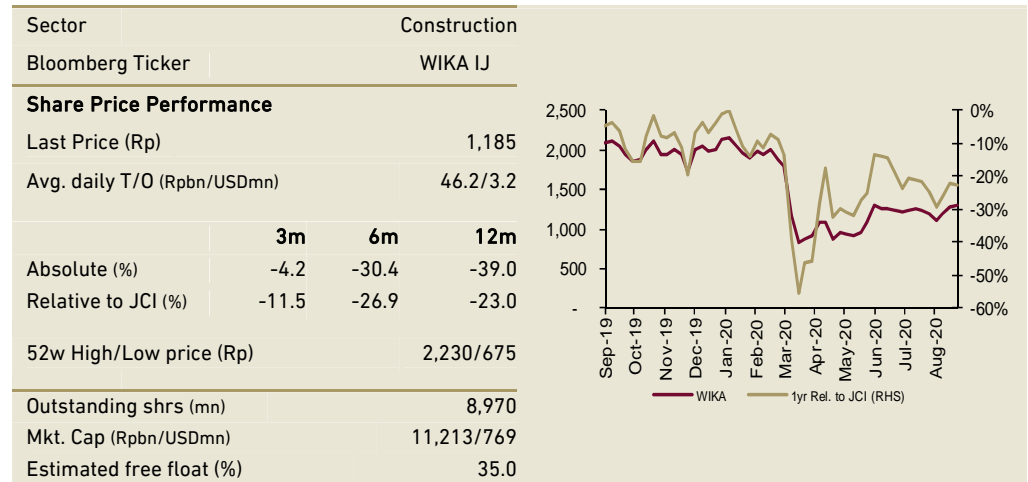 Sector Construction
Bloomberg Ticker WIKA IJ
Share Price Performance
Last Price (Rp) 1,185
Avg. daily T/O (Rpbn/USDmn) 46.2/3.2
3m 6m 12m
Absolute (%) -4.2 -30.4 -39.0
Relative to JCI (%) -11.5 -26.9 -23.0
52w High/Low price (Rp) 2,230/675
Outstanding shrs (mn) 8,970
Mkt. Cap (Rpbn/USDmn) 11,213/769
Estimated free float (%) 35.0
2,500
2,000
1,500
1,000
500
-
0%
-10%
-20%
-30%
-40%
-50%
-60%
Sep-19
Oct-19
Nov-19
Dec-19
Jan-20
Feb-20
Mar-20
Apr-20
May-20
Jun-20
Jul-20
Aug-20
WIKA 1yr Rel. to JCI (RHS)